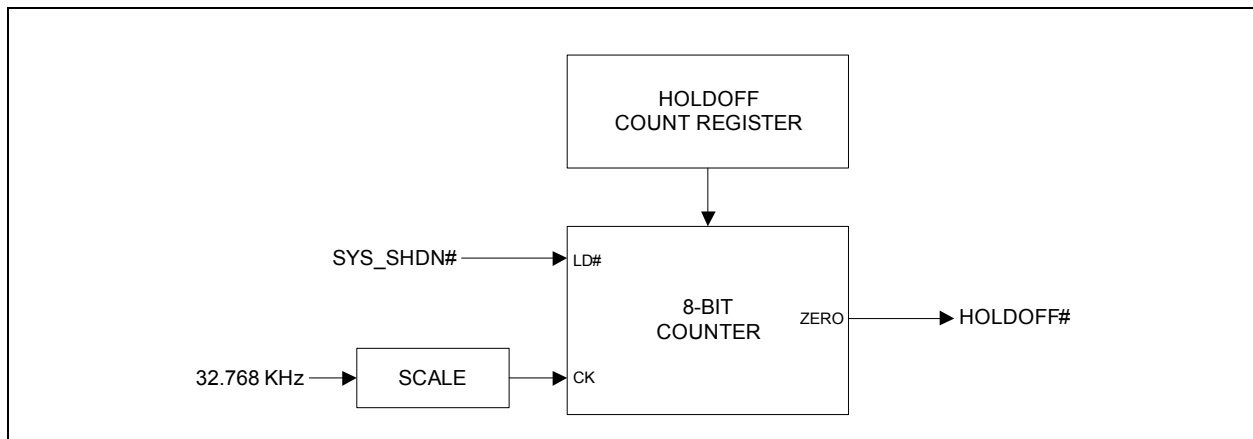 HOLDOFF
COUNT REGISTER
SYS_SHDN#
LD#
8-BIT
COUNTER
ZERO
HOLDOFF#
32.768 KHz
SCALE
CK